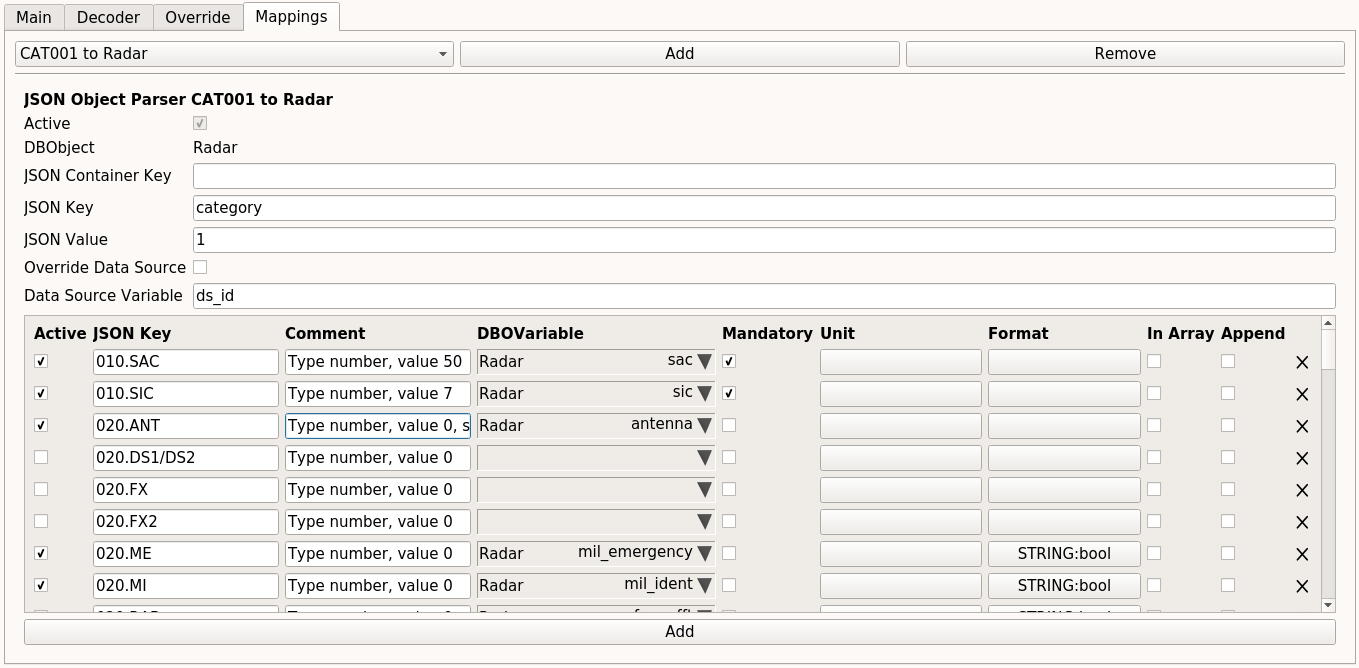 Main Decoder Override Mappings
CAT001 to Radar Add Remove
JSON Object Parser CAT001 to Radar
Active
DBObject Radar
JSON Container Key
JSON Key category
JSON Value 1
Override Data Source
Data Source Variable ds_id
Active JSON Key Comment DBOVariable Mandatory Unit Format In Array Append
010.SAC Type number, value 50 Radar sac
010.SIC Type number, value 7 Radar sic
020.ANT Type number, value 0, s Radar antenna
020.DS1/DS2 Type number, value 0
020.FX Type number, value 0
020.FX2 Type number, value 0
020.ME Type number, value 0 Radar mil_emergency STRING:bool
020.MI Type number, value 0 Radar mil_ident STRING:bool
Add